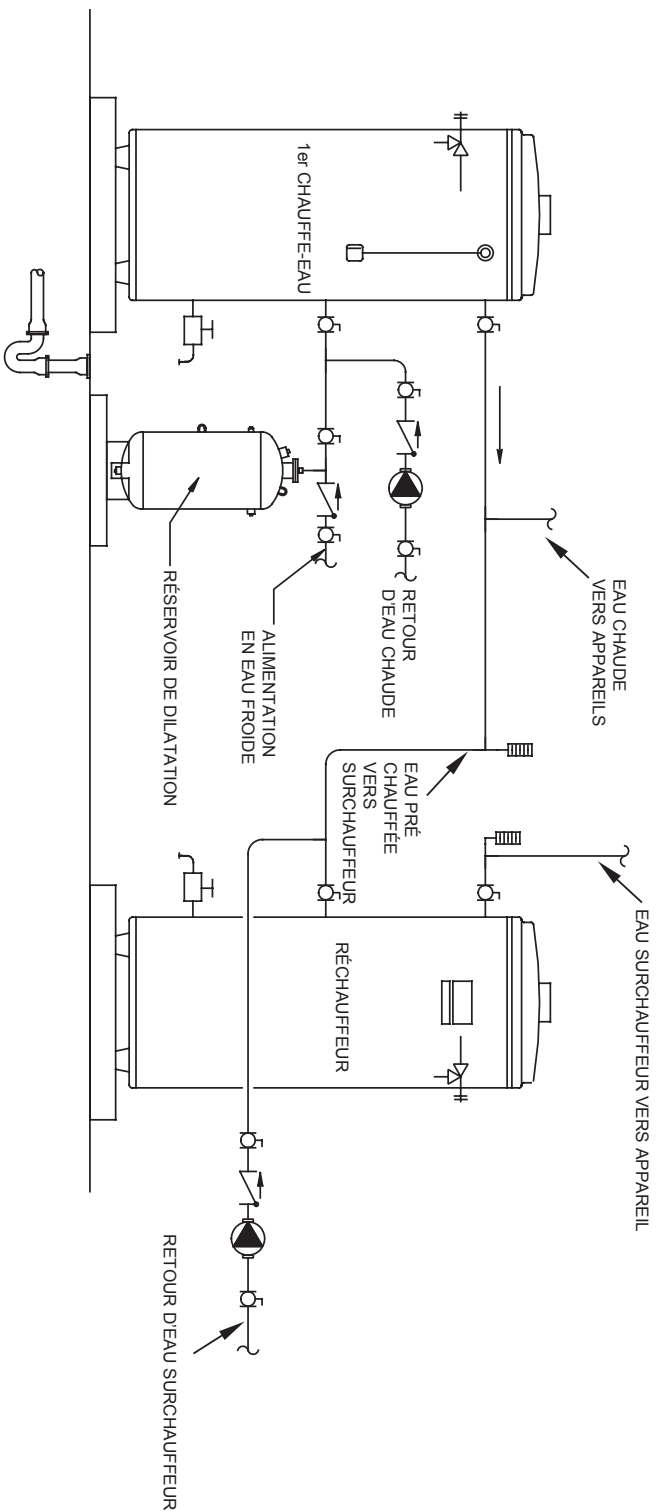 EAU SURCHAUFFEUR VERS APPAREIL
EAU CHAUDE
VERS APPAREILS
1er CHAUFFE-EAU
RETOUR
D'EAU CHAUDE
EAU PRÉ
CHAUFFÉE
VERS
SURCHAUFFEUR
RÉCHAUFFEUR
ALIMENTATION
EN EAU FROIDE
RÉSERVOIR DE DILATATION
RETOUR D'EAU SURCHAUFFEUR